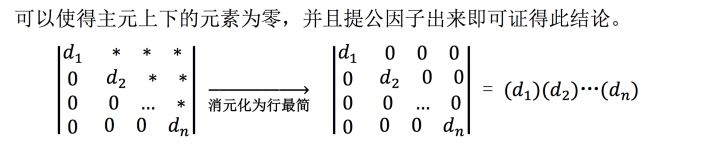 可以使得主元上下的元素为零，并且提公因子出来即可证得此结论。
|d₁ * * *|
|0 d₂ * *|
|0 0 … *|
|0 0 0 dₙ|
消元化为行最简
|d₁ 0 0 0|
|0 d₂ 0 0|
|0 0 … 0|
|0 0 0 dₙ|
= (d₁)(d₂)⋯(dₙ)